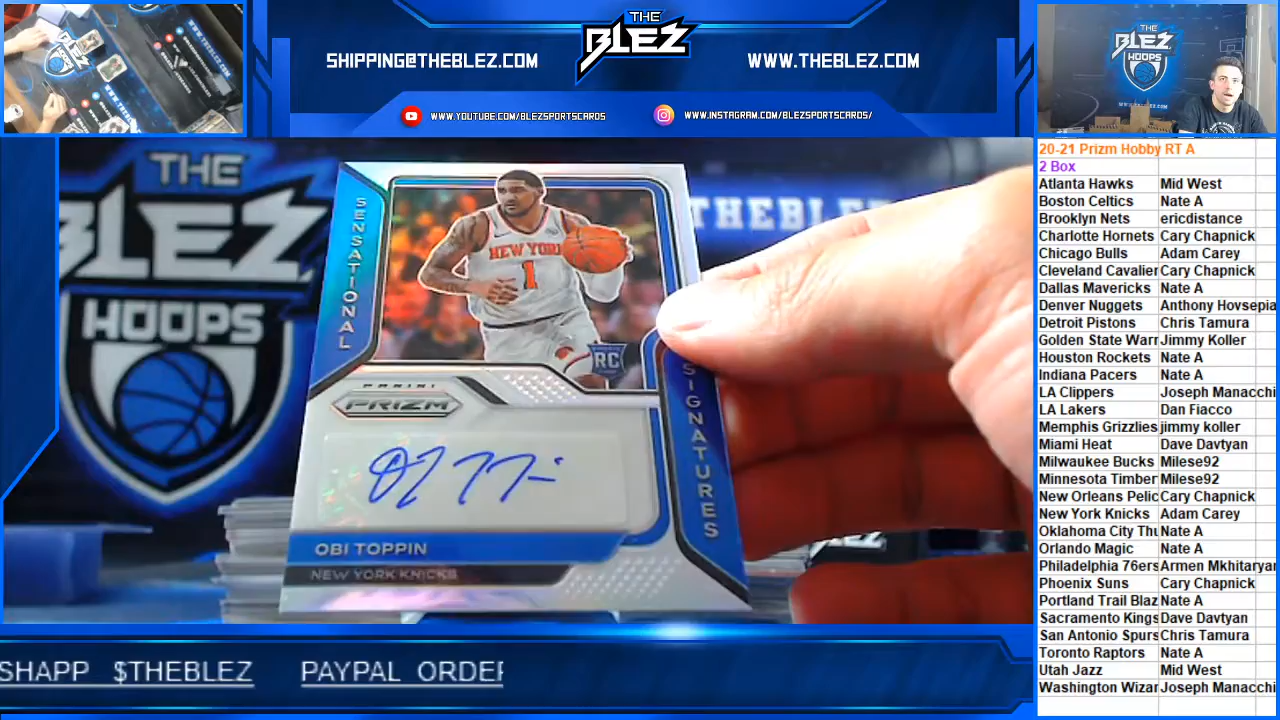 THE
BLEZ
SHIPPING@THEBLEZ.COM
WWW.THEBLEZ.COM
WWW.YOUTUBE.COM/BLEZSPORTSCARDS
WWW.INSTAGRAM.COM/BLEZSPORTSCARDS/
THE
BLEZ
HOOPS
THE
BLEZ
HOOPS
THEBLEZ
SENSATIONAL
SIGNATURES
NEW YORK
1
RC
PANINI
PRIZM
OBI TOPPIN
NEW YORK KNICKS
20-21 Prizm Hobby RT A
2 Box
Atlanta Hawks Mid West
Boston Celtics Nate A
Brooklyn Nets ericdistance
Charlotte Hornets Cary Chapnick
Chicago Bulls Adam Carey
Cleveland Cavalier Cary Chapnick
Dallas Mavericks Nate A
Denver Nuggets Anthony Hovsepia
Detroit Pistons Chris Tamura
Golden State Warr Jimmy Koller
Houston Rockets Nate A
Indiana Pacers Nate A
LA Clippers Joseph Manacchi
LA Lakers Dan Fiacco
Memphis Grizzlies jimmy koller
Miami Heat Dave Davtyan
Milwaukee Bucks Milese92
Minnesota Timber Milese92
New Orleans Pelic Cary Chapnick
New York Knicks Adam Carey
Oklahoma City Thu Nate A
Orlando Magic Nate A
Philadelphia 76ers Armen Mkhitaryan
Phoenix Suns Cary Chapnick
Portland Trail Blaz Nate A
Sacramento Kings Dave Davtyan
San Antonio Spurs Chris Tamura
Toronto Raptors Nate A
Utah Jazz Mid West
Washington Wizar Joseph Manacchi
SHAPP $THEBLEZ
PAYPAL ORDER